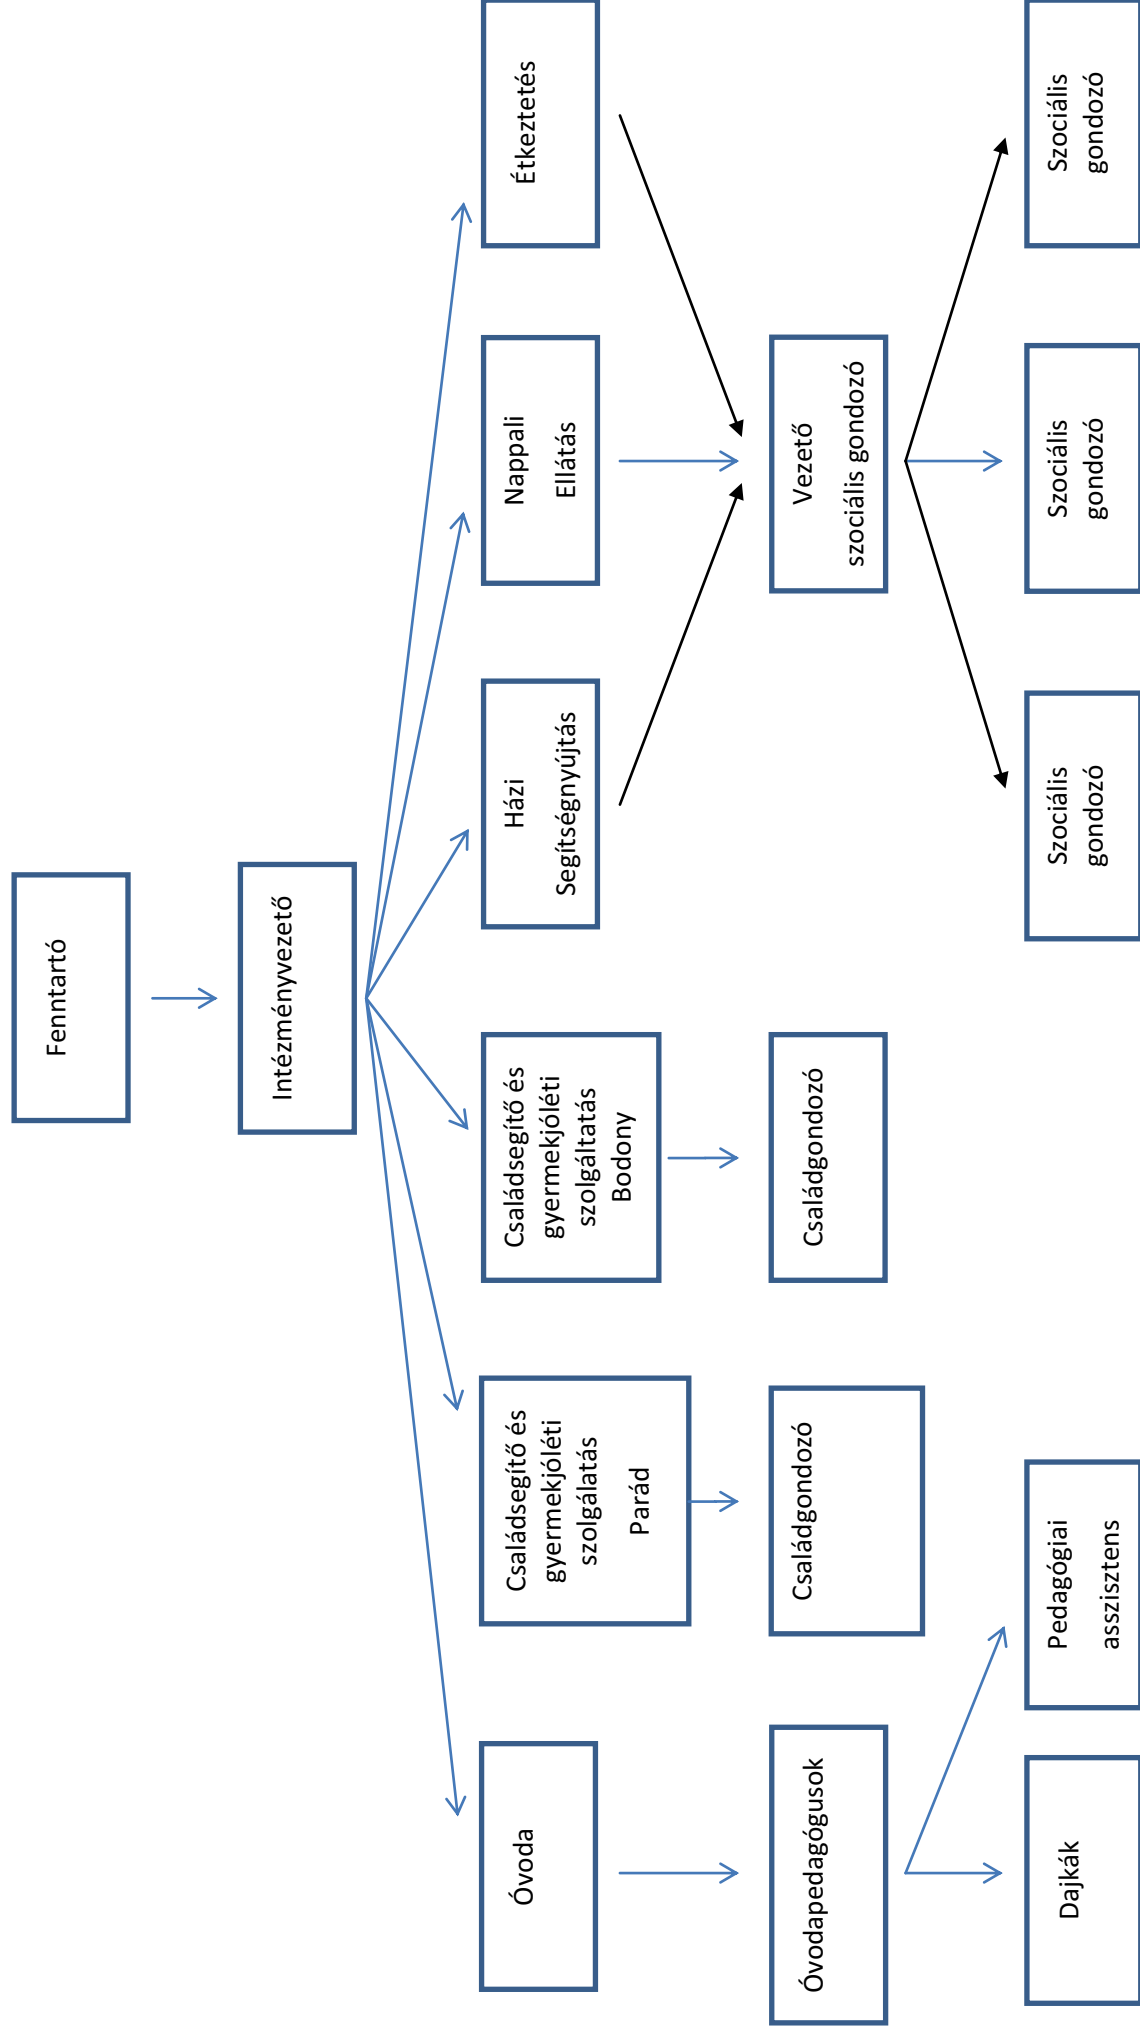 Fenntartó
Intézményvezető
Óvoda
Családsegítő és
gyermekjóléti
szolgálatás
Parád
Családsegítő és
gyermekjóléti
szolgáltatás
Bodony
Házi
Segítségnyújtás
Nappali
Ellátás
Étkeztetés
Óvodapedagógusok
Családgondozó
Családgondozó
Vezető
szociális gondozó
Dajkák
Pedagógiai
asszisztens
Szociális
gondozó
Szociális
gondozó
Szociális
gondozó